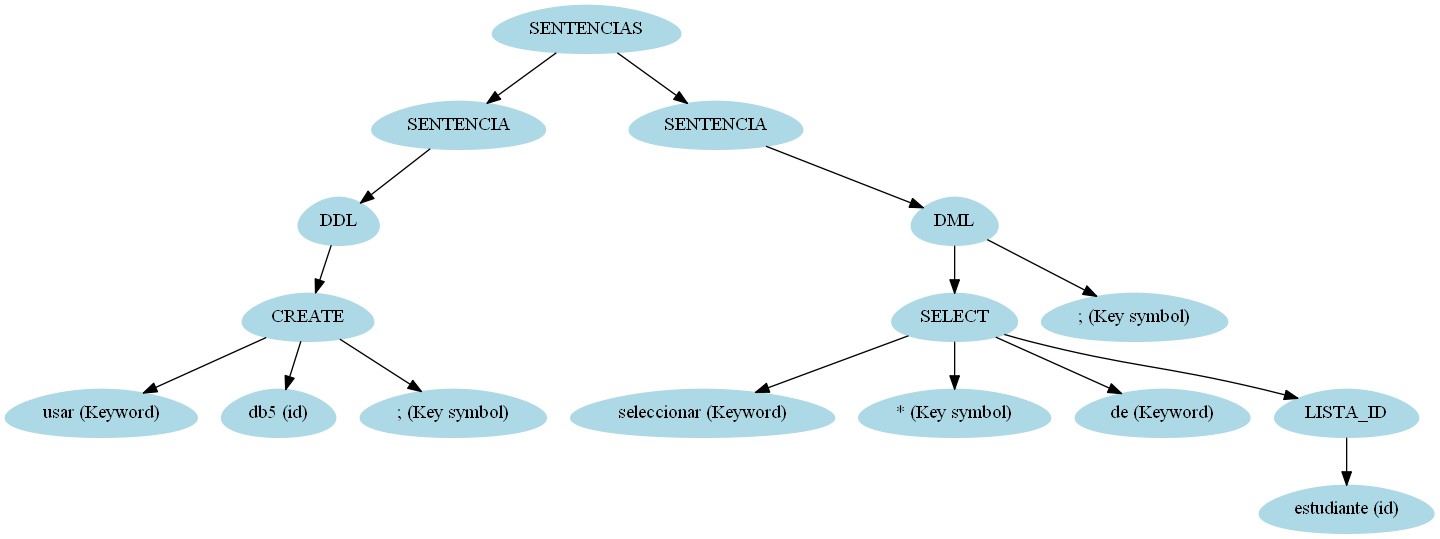 SENTENCIAS
SENTENCIA
SENTENCIA
DDL
DML
CREATE
SELECT
; (Key symbol)
usar (Keyword)
db5 (id)
; (Key symbol)
seleccionar (Keyword)
* (Key symbol)
de (Keyword)
LISTA_ID
estudiante (id)